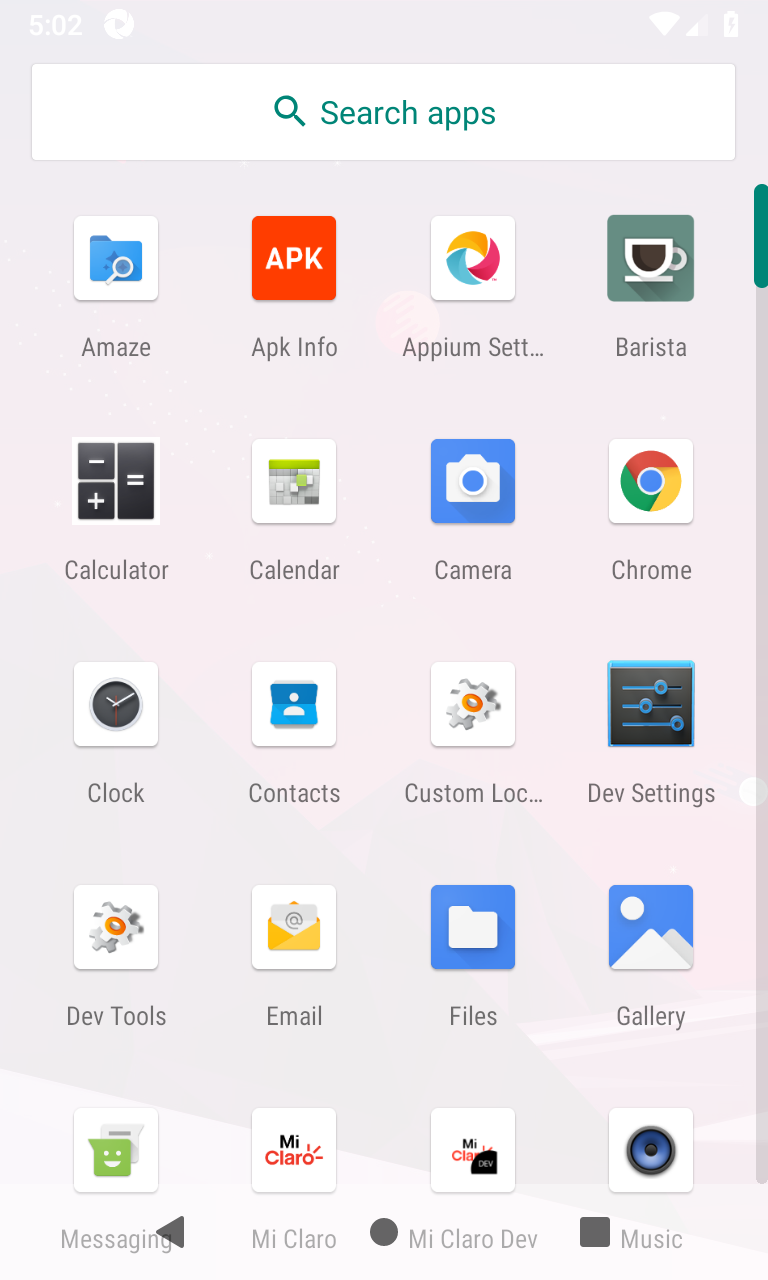 5:02
Search apps
APK
Amaze
Apk Info
Appium Sett…
Barista
Calculator
Calendar
Camera
Chrome
Clock
Contacts
Custom Loc…
Dev Settings
@
Dev Tools
Email
Files
Gallery
Mi
Claro
Mi
Cla
DEV
Messaging
Mi Claro
Mi Claro Dev
Music